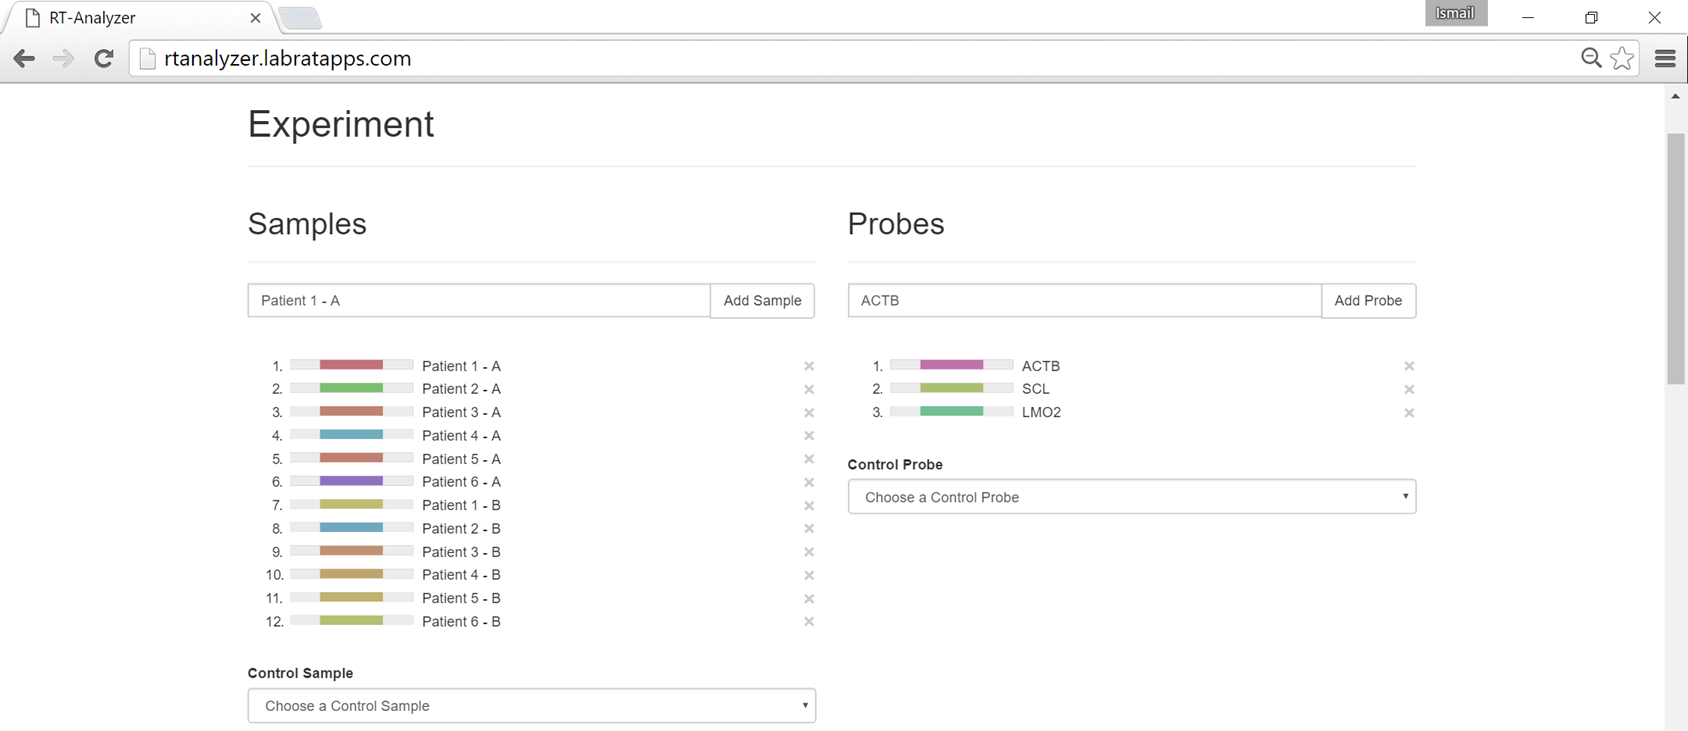 RT-Analyzer
Ismail
rtanalyzer.labratapps.com
Experiment
Samples
Patient 1 - A
Add Sample
1. Patient 1 - A
2. Patient 2 - A
3. Patient 3 - A
4. Patient 4 - A
5. Patient 5 - A
6. Patient 6 - A
7. Patient 1 - B
8. Patient 2 - B
9. Patient 3 - B
10. Patient 4 - B
11. Patient 5 - B
12. Patient 6 - B
Control Sample
Choose a Control Sample
Probes
ACTB
Add Probe
1. ACTB
2. SCL
3. LMO2
Control Probe
Choose a Control Probe